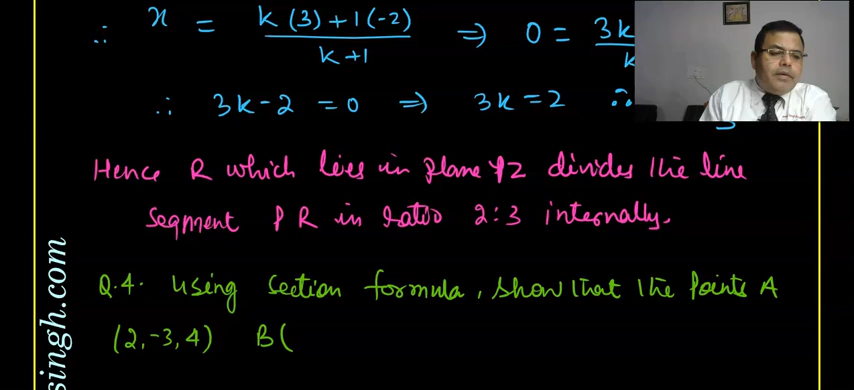 ∴ x = k(3)+1(-2) / k+1 ⇒ 0 = 3k
∴ 3k-2 = 0 ⇒ 3k = 2 ∴
Hence R which lies in plane YZ divides the line
segment PR in ratio 2:3 internally.
Q.4. Using section formula, show that the points A
(2,-3,4) B(
singh.com